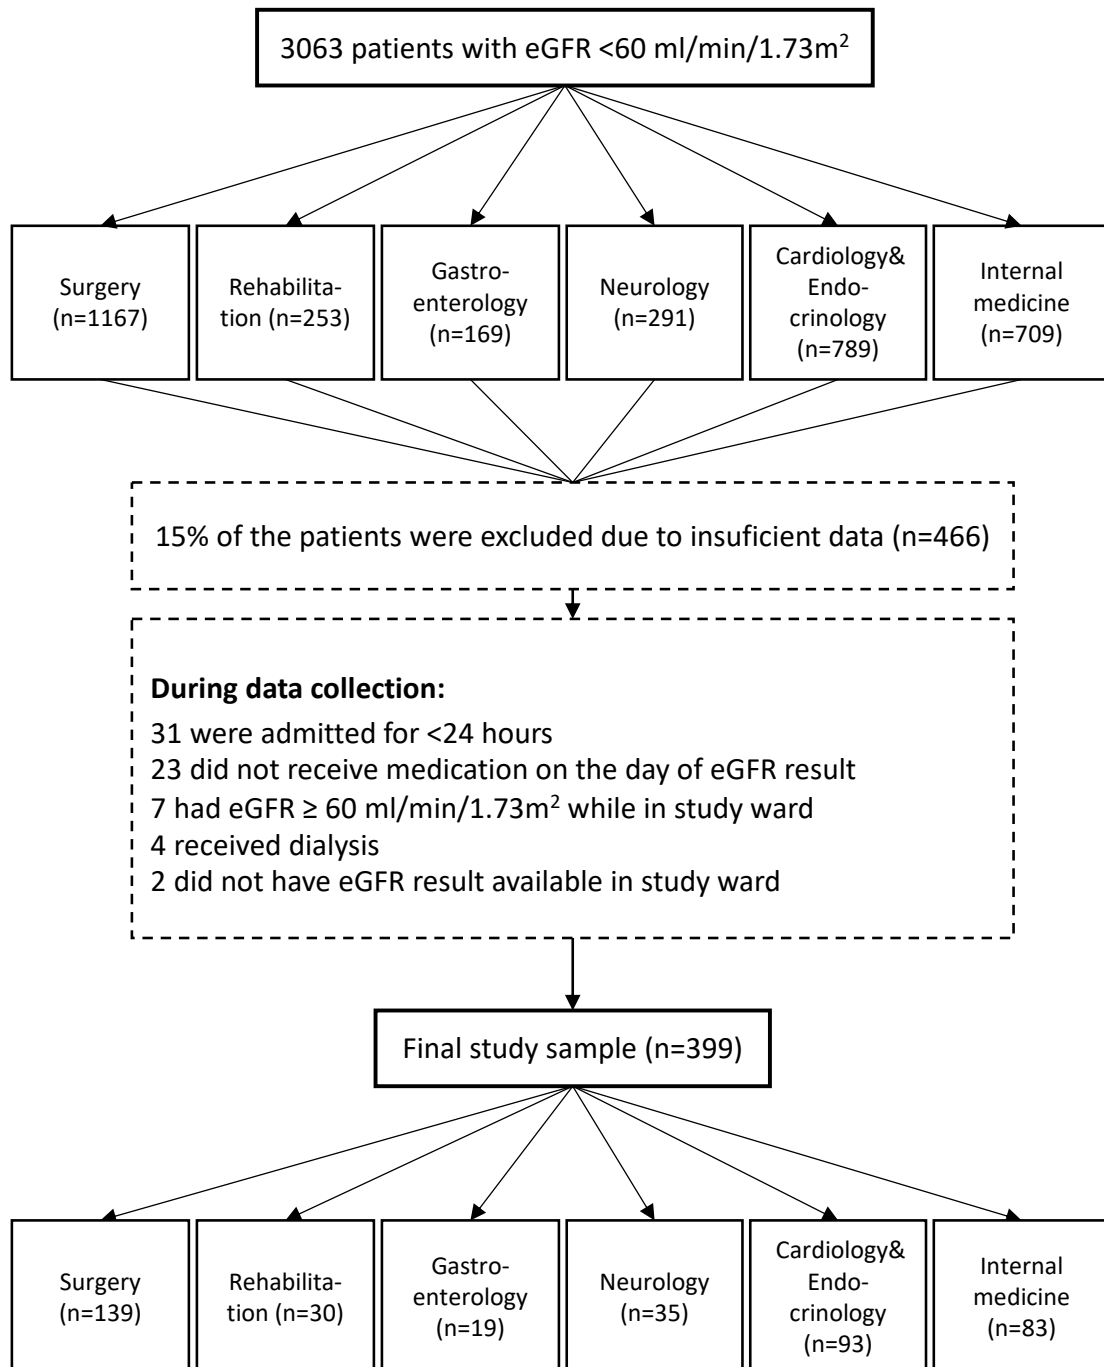 3063 patients with eGFR <60 ml/min/1.73m²
Surgery
(n=1167)
Rehabilita-
tion (n=253)
Gastro-
enterology
(n=169)
Neurology
(n=291)
Cardiology&
Endo-
crinology
(n=789)
Internal
medicine
(n=709)
15% of the patients were excluded due to insuficient data (n=466)
During data collection:
31 were admitted for <24 hours
23 did not receive medication on the day of eGFR result
7 had eGFR ≥ 60 ml/min/1.73m² while in study ward
4 received dialysis
2 did not have eGFR result available in study ward
Final study sample (n=399)
Surgery
(n=139)
Rehabilita-
tion (n=30)
Gastro-
enterology
(n=19)
Neurology
(n=35)
Cardiology&
Endo-
crinology
(n=93)
Internal
medicine
(n=83)